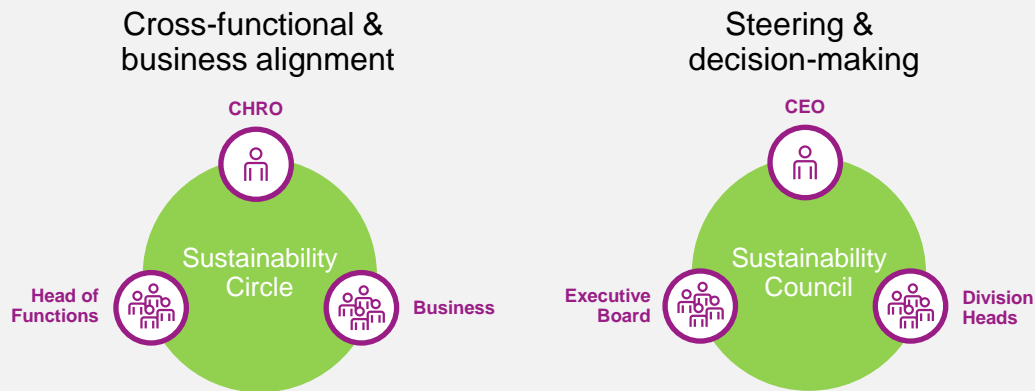 Cross-functional &
business alignment
CHRO
Sustainability
Circle
Head of
Functions
Business
Steering &
decision-making
CEO
Sustainability
Council
Executive
Board
Division
Heads